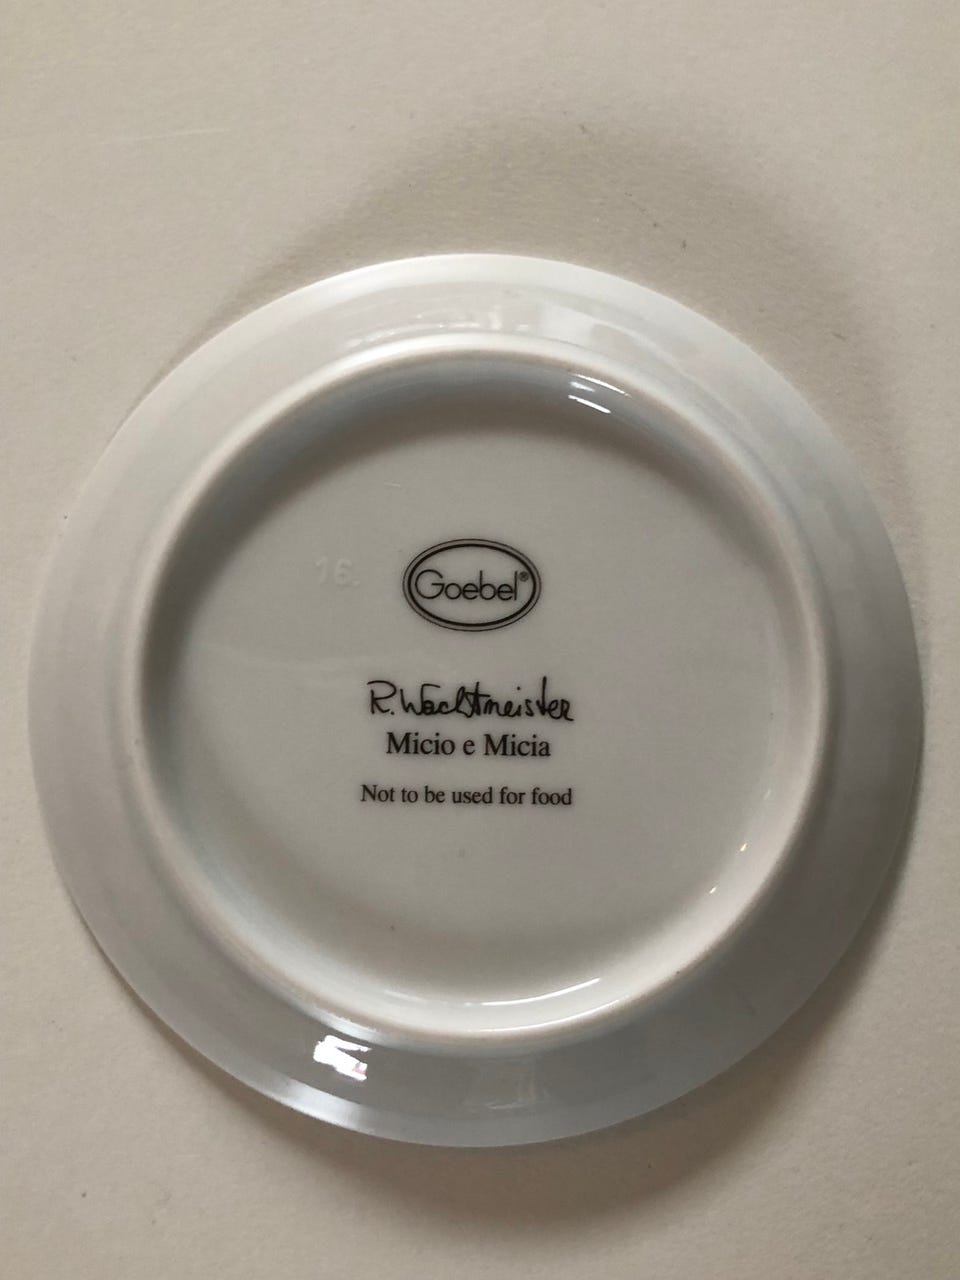 16.
Goebel®
R. Wachtmeister
Micio e Micia
Not to be used for food